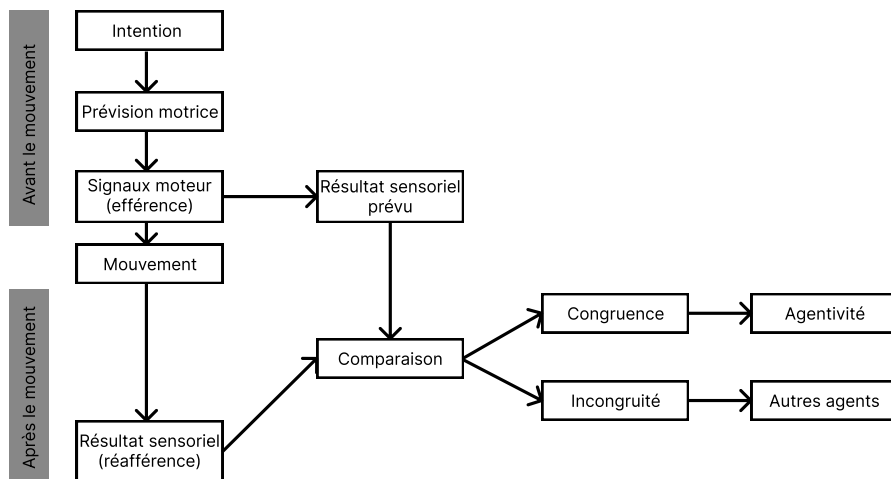 Avant le mouvement
Intention
Prévision motrice
Signaux moteur
(efférence)
Résultat sensoriel
prévu
Mouvement
Après le mouvement
Congruence
Agentivité
Comparaison
Incongruité
Autres agents
Résultat sensoriel
(réafférence)